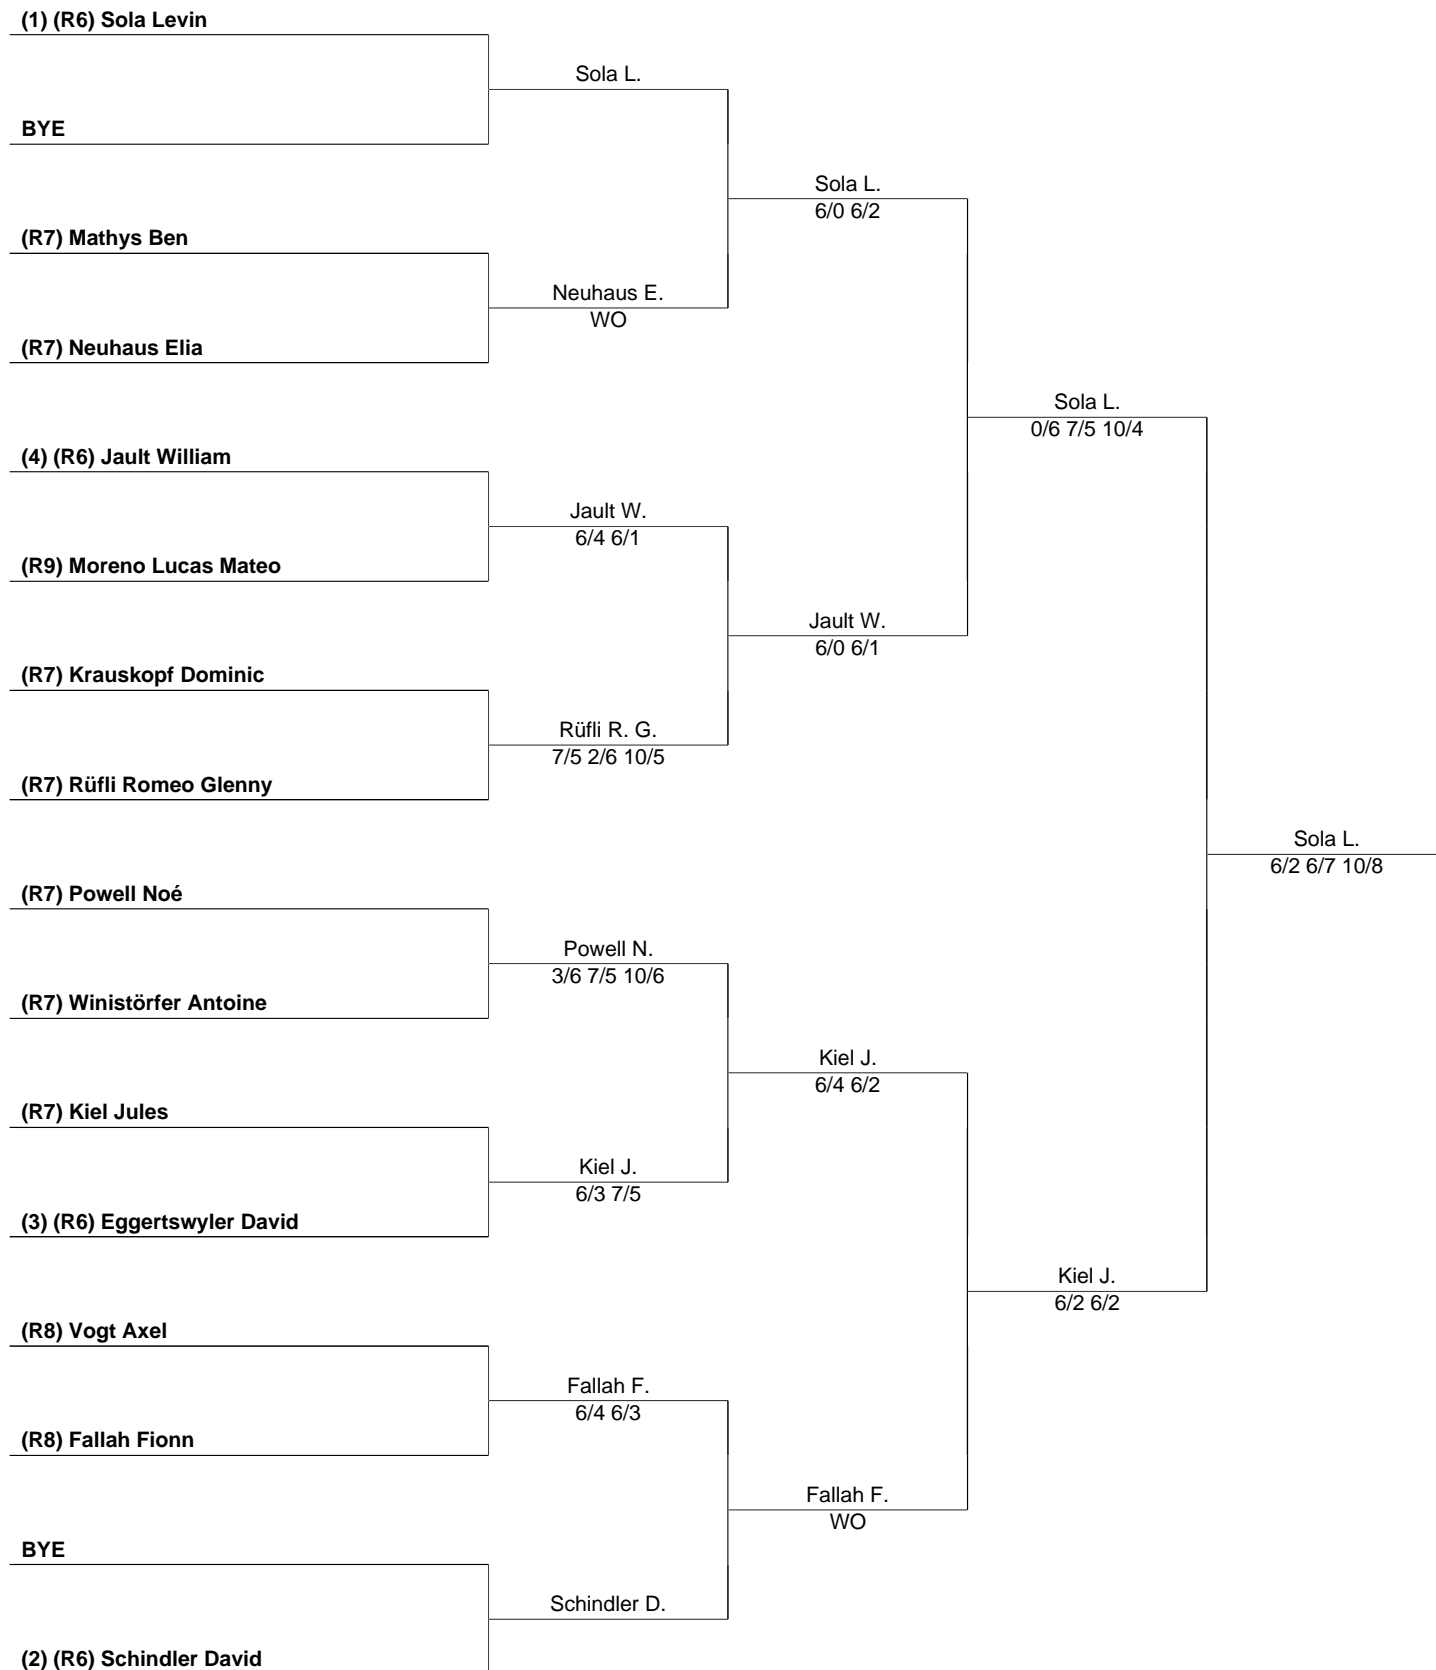 (1) (R6) Sola Levin
Sola L.
BYE
Sola L.
6/0 6/2
(R7) Mathys Ben
Neuhaus E.
WO
(R7) Neuhaus Elia
Sola L.
0/6 7/5 10/4
(4) (R6) Jault William
Jault W.
6/4 6/1
(R9) Moreno Lucas Mateo
Jault W.
6/0 6/1
(R7) Krauskopf Dominic
Rüfli R. G.
7/5 2/6 10/5
(R7) Rüfli Romeo Glenny
Sola L.
6/2 6/7 10/8
(R7) Powell Noé
Powell N.
3/6 7/5 10/6
(R7) Winistörfer Antoine
Kiel J.
6/4 6/2
(R7) Kiel Jules
Kiel J.
6/3 7/5
(3) (R6) Eggertswyler David
Kiel J.
6/2 6/2
(R8) Vogt Axel
Fallah F.
6/4 6/3
(R8) Fallah Fionn
Fallah F.
WO
BYE
Schindler D.
(2) (R6) Schindler David